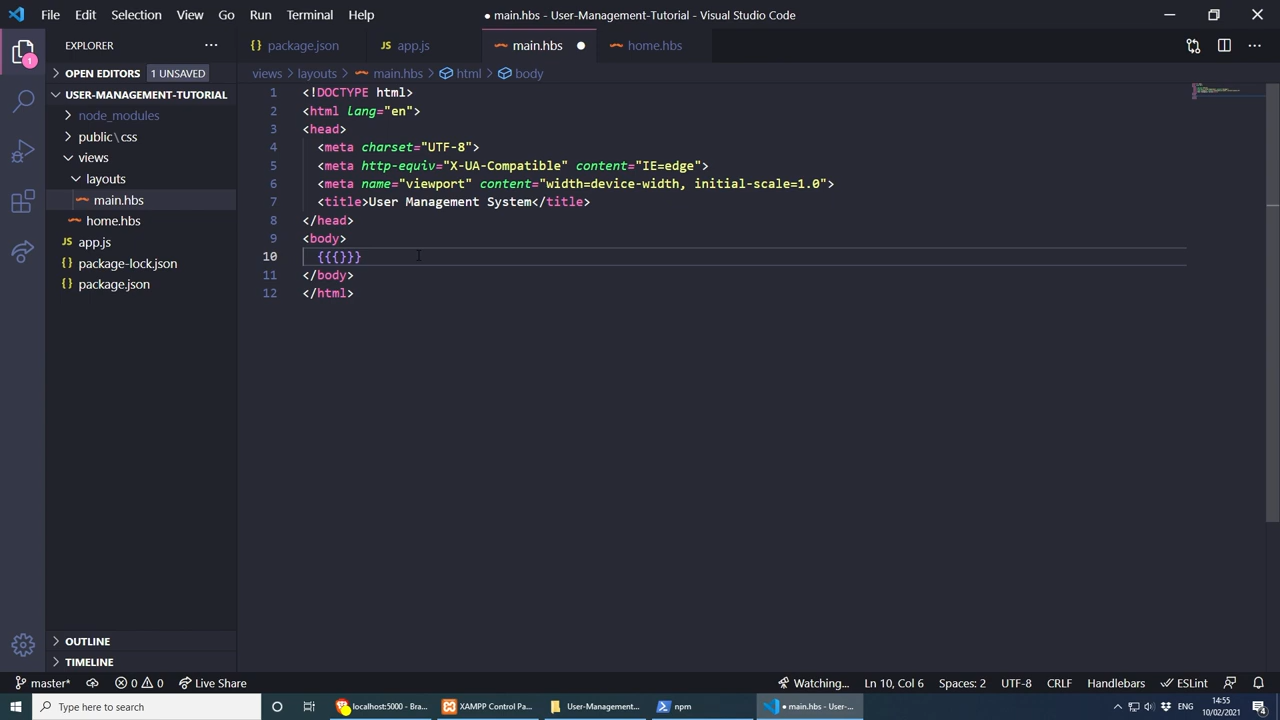 File Edit Selection View Go Run Terminal Help
● main.hbs - User-Management-Tutorial - Visual Studio Code
EXPLORER
package.json
app.js
main.hbs
home.hbs
1
OPEN EDITORS 1 UNSAVED
views > layouts > main.hbs > html > body
USER-MANAGEMENT-TUTORIAL
node_modules
public\css
views
layouts
main.hbs
home.hbs
app.js
package-lock.json
package.json
OUTLINE
TIMELINE
1 <!DOCTYPE html>
2 <html lang="en">
3 <head>
4 <meta charset="UTF-8">
5 <meta http-equiv="X-UA-Compatible" content="IE=edge">
6 <meta name="viewport" content="width=device-width, initial-scale=1.0">
7 <title>User Management System</title>
8 </head>
9 <body>
10 {{{}}}
11 </body>
12 </html>
master* 0 0 Live Share
Watching... Ln 10, Col 6 Spaces: 2 UTF-8 CRLF Handlebars ESLint
Type here to search
localhost:5000 - Bra...
XAMPP Control Pa...
User-Management...
npm
● main.hbs - User-...
ENG
14:55
10/02/2021
4